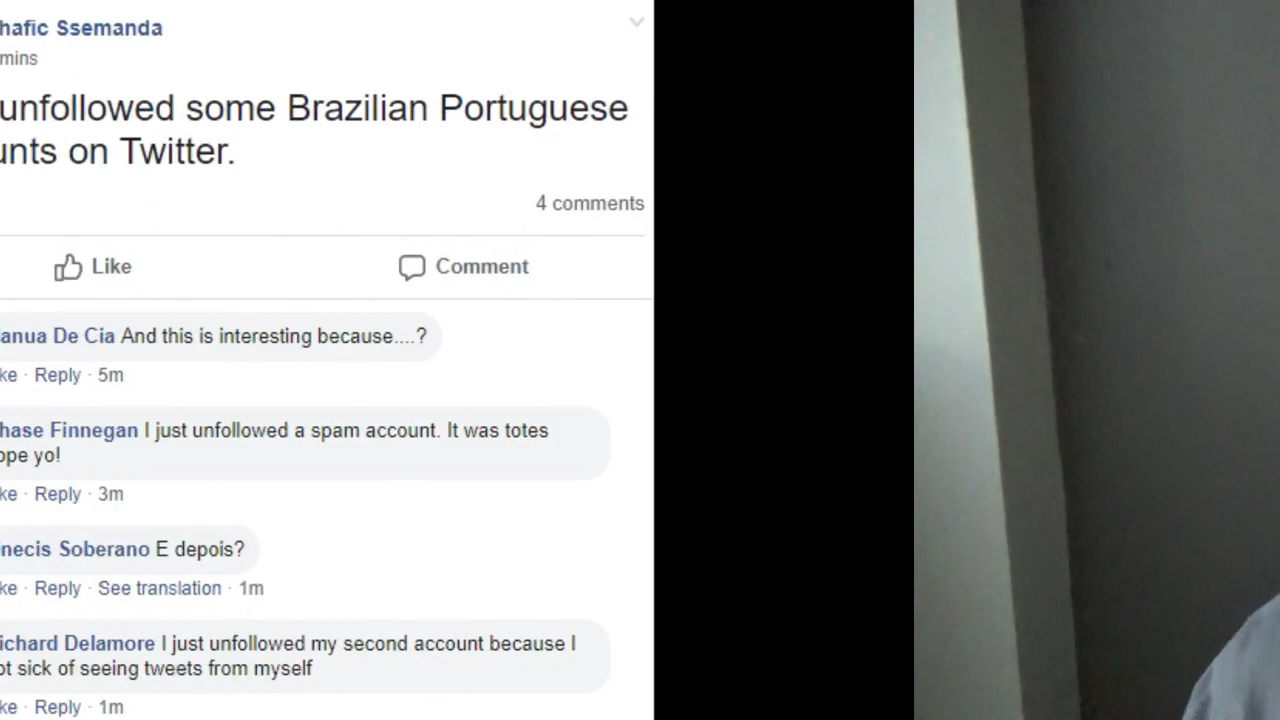 hafic Ssemanda
mins
unfollowed some Brazilian Portuguese
unts on Twitter.
4 comments
Like Comment
anua De Cia And this is interesting because....?
ke · Reply · 5m
hase Finnegan I just unfollowed a spam account. It was totes
ope yo!
ke · Reply · 3m
necis Soberano E depois?
ke · Reply · See translation · 1m
ichard Delamore I just unfollowed my second account because I
ot sick of seeing tweets from myself
ke · Reply · 1m